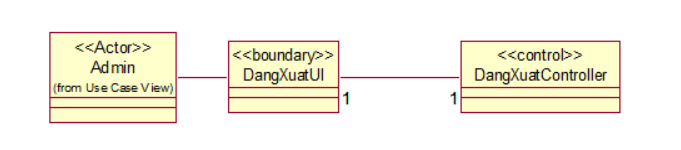 <<Actor>>
Admin
(from Use Case View)
<<boundary>>
DangXuatUI
1
1
<<control>>
DangXuatController